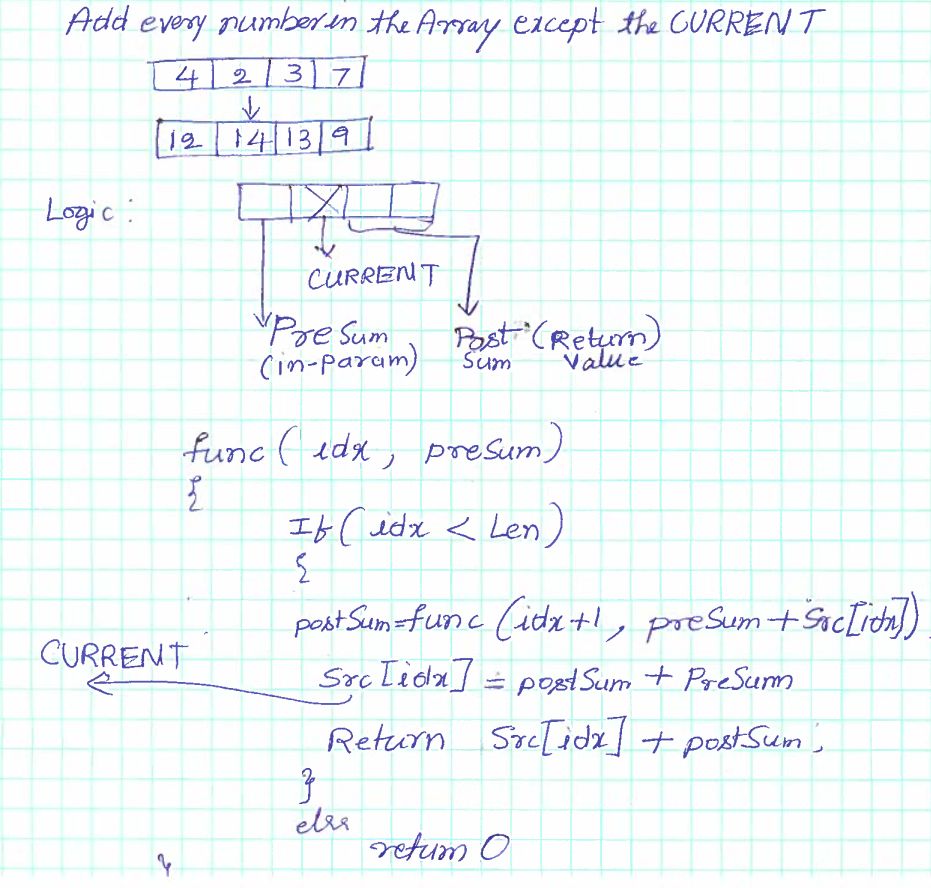 Add every number in the Array except the CURRENT
4 2 3 7
12 14 13 9
Logic :
CURRENT
PreSum
(in-param)
Post (Return)
Sum Value
func ( idx , presum )
{
If ( idx < Len )
{
postSum=func (idx+1 , preSum + Src[idx])
CURRENT
Src [idx] = postSum + PreSum
Return Src[idx] + postSum ;
}
else
return 0
}